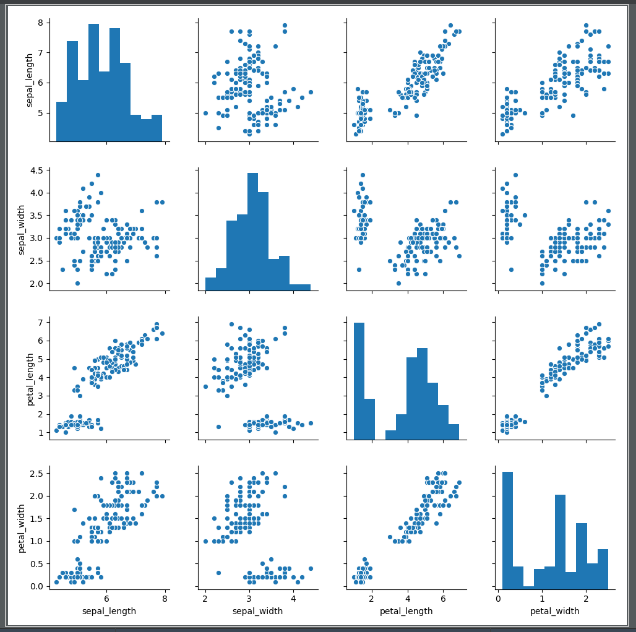 8
7
6
5
sepal_length
4.5
4.0
3.5
3.0
2.5
2.0
sepal_width
7
6
5
4
3
2
1
petal_length
2.5
2.0
1.5
1.0
0.5
0.0
petal_width
6 8
sepal_length
2 3 4
sepal_width
2 4 6
petal_length
0 1 2
petal_width